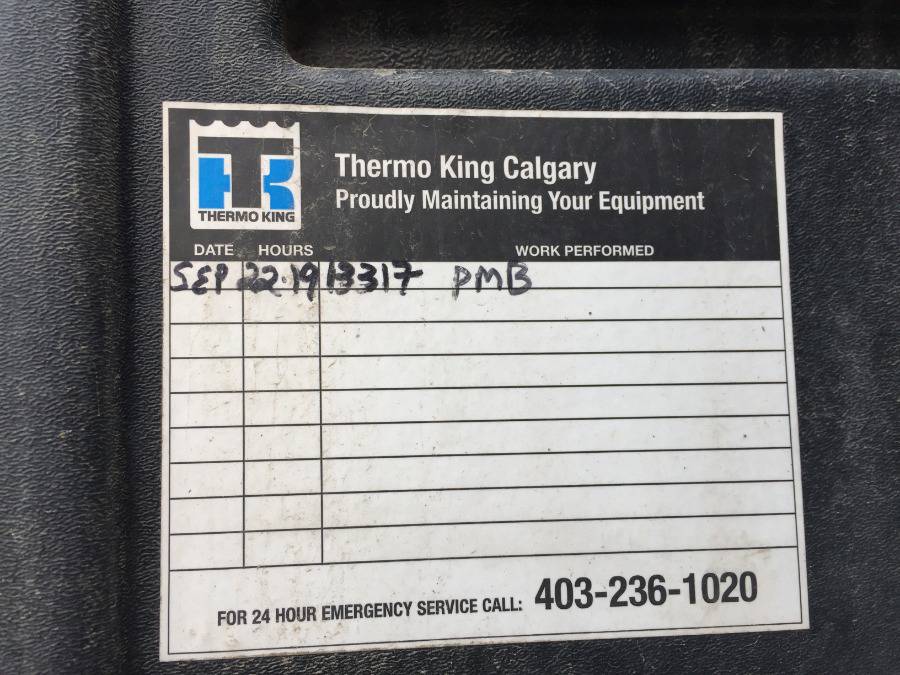 THERMO KING
Thermo King Calgary
Proudly Maintaining Your Equipment
DATE HOURS WORK PERFORMED
SEP 22.19 13317 PMB
FOR 24 HOUR EMERGENCY SERVICE CALL: 403-236-1020